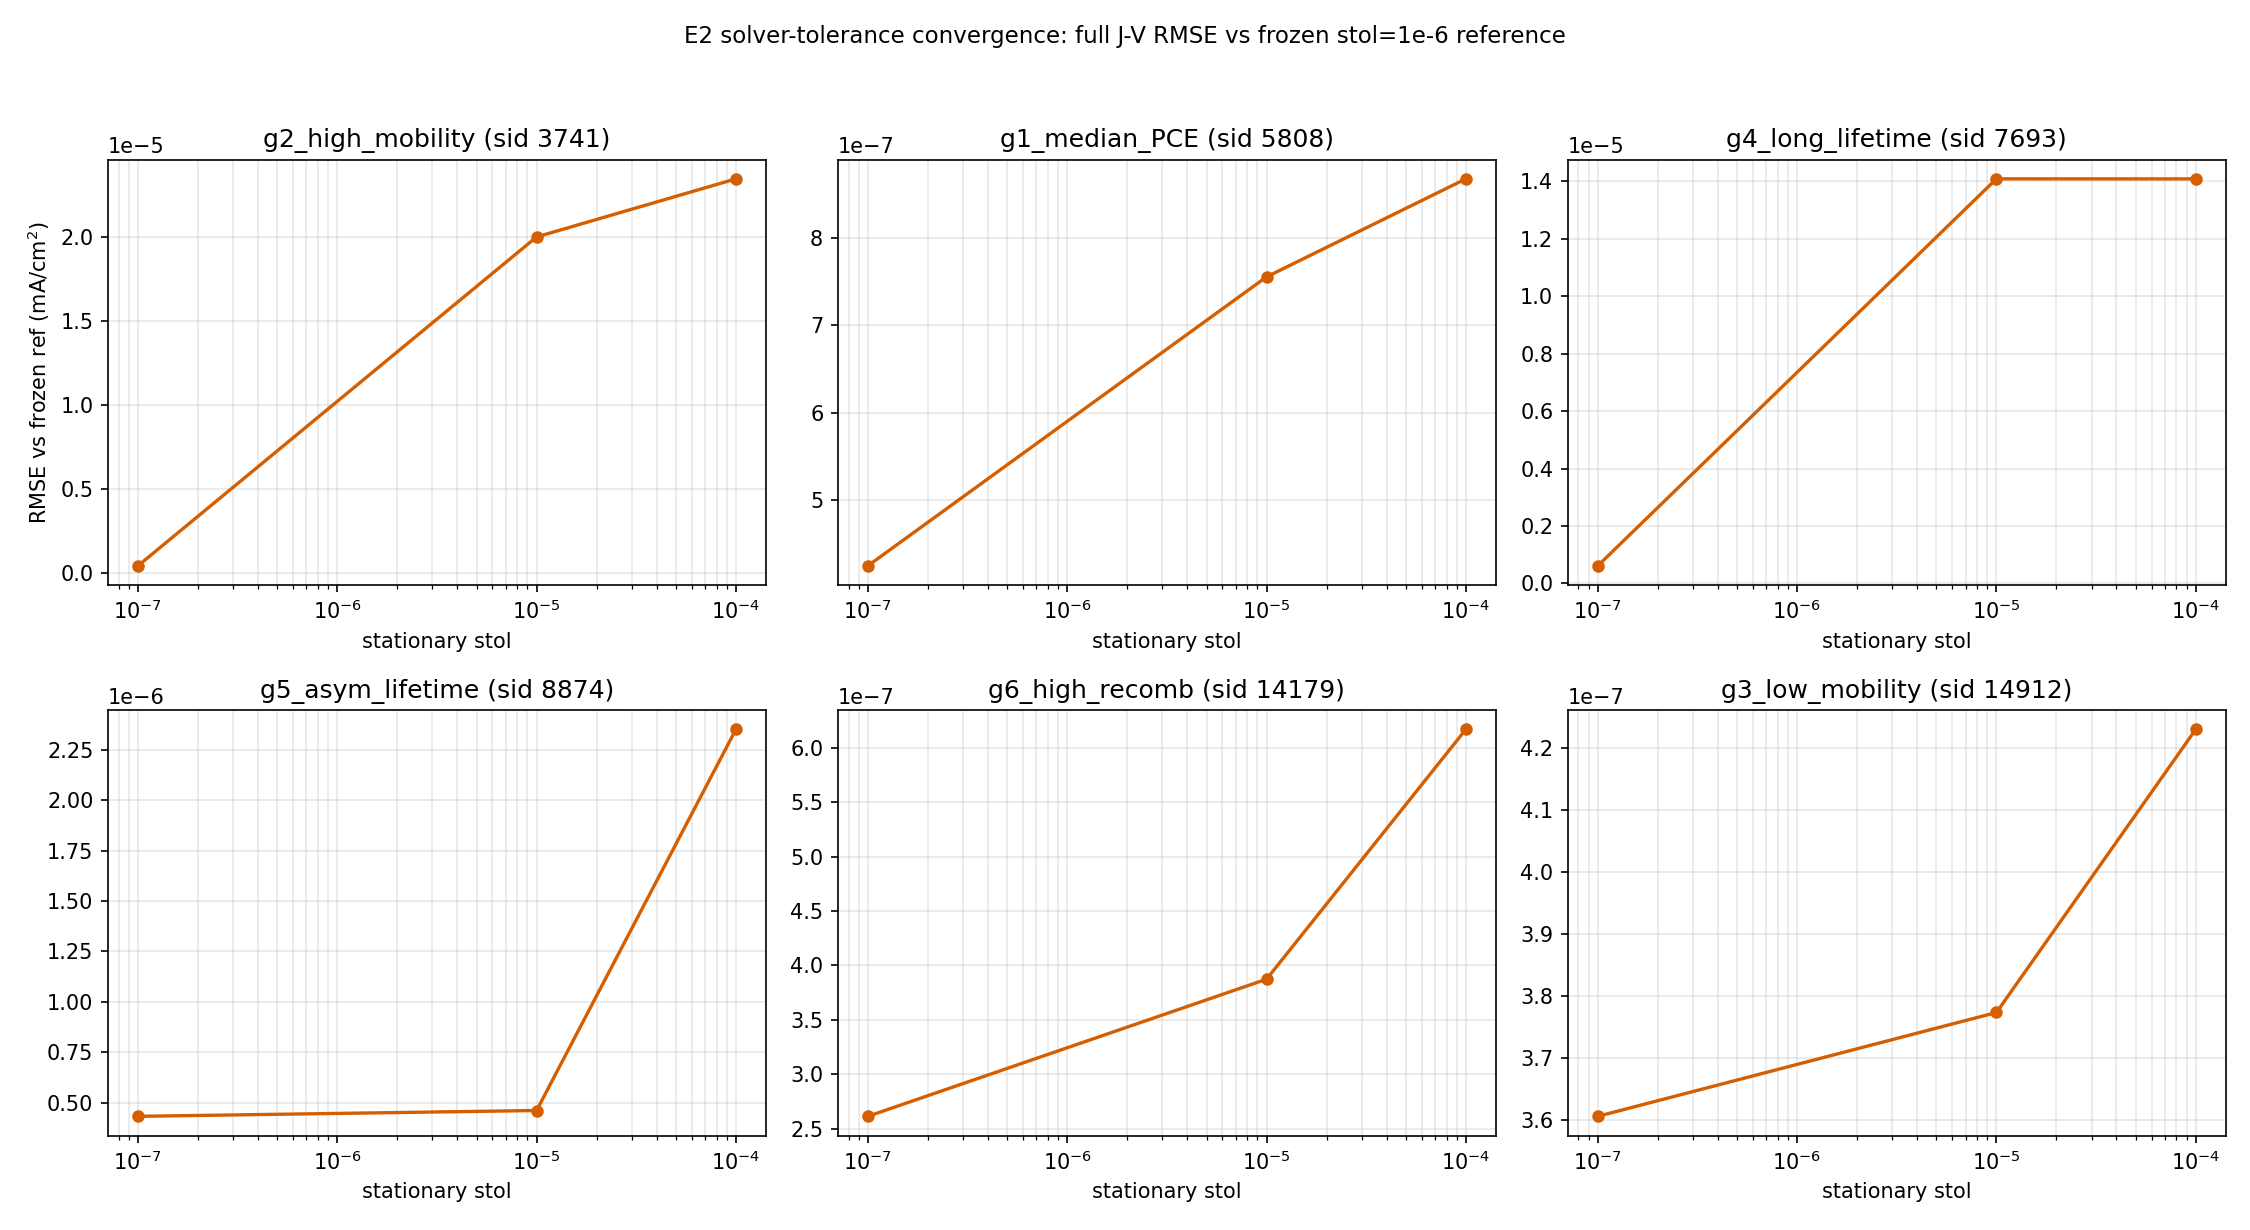 E2 solver-tolerance convergence: full J-V RMSE vs frozen stol=1e-6 reference
g2_high_mobility (sid 3741)
1e−5
RMSE vs frozen ref (mA/cm²)
2.0
1.5
1.0
0.5
0.0
10⁻⁷ 10⁻⁶ 10⁻⁵ 10⁻⁴
stationary stol
g1_median_PCE (sid 5808)
1e−7
8
7
6
5
10⁻⁷ 10⁻⁶ 10⁻⁵ 10⁻⁴
stationary stol
g4_long_lifetime (sid 7693)
1e−5
1.4
1.2
1.0
0.8
0.6
0.4
0.2
0.0
10⁻⁷ 10⁻⁶ 10⁻⁵ 10⁻⁴
stationary stol
g5_asym_lifetime (sid 8874)
1e−6
2.25
2.00
1.75
1.50
1.25
1.00
0.75
0.50
10⁻⁷ 10⁻⁶ 10⁻⁵ 10⁻⁴
stationary stol
g6_high_recomb (sid 14179)
1e−7
6.0
5.5
5.0
4.5
4.0
3.5
3.0
2.5
10⁻⁷ 10⁻⁶ 10⁻⁵ 10⁻⁴
stationary stol
g3_low_mobility (sid 14912)
1e−7
4.2
4.1
4.0
3.9
3.8
3.7
3.6
10⁻⁷ 10⁻⁶ 10⁻⁵ 10⁻⁴
stationary stol